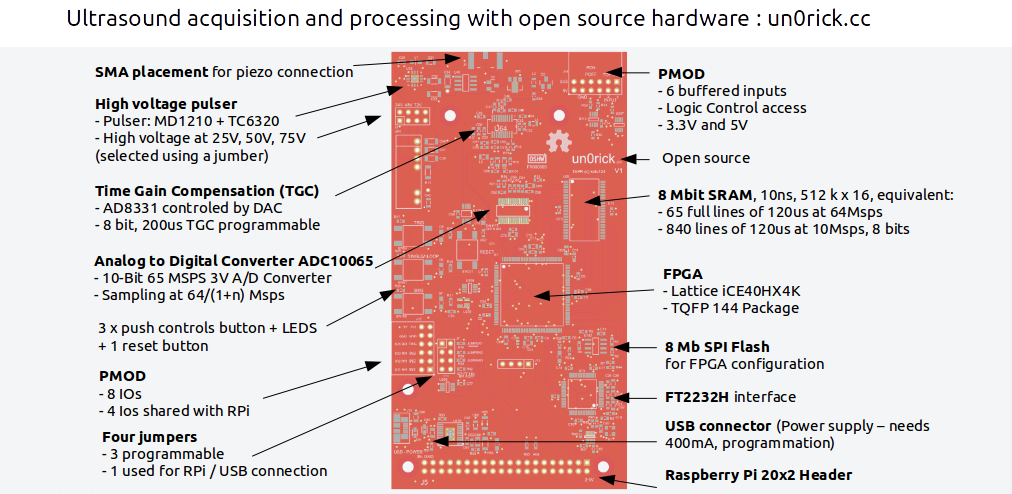 Ultrasound acquisition and processing with open source hardware : un0rick.cc
SMA placement for piezo connection
High voltage pulser
- Pulser: MD1210 + TC6320
- High voltage at 25V, 50V, 75V
(selected using a jumber)
Time Gain Compensation (TGC)
- AD8331 controled by DAC
- 8 bit, 200us TGC programmable
Analog to Digital Converter ADC10065
- 10-Bit 65 MSPS 3V A/D Converter
- Sampling at 64/(1+n) Msps
3 x push controls button + LEDS
+ 1 reset button
PMOD
- 8 IOs
- 4 Ios shared with RPi
Four jumpers
- 3 programmable
- 1 used for RPi / USB connection
OSHW
un0rick
V1
RESET
U64
J5
PMOD
- 6 buffered inputs
- Logic Control access
- 3.3V and 5V
Open source
8 Mbit SRAM, 10ns, 512 k x 16, equivalent:
- 65 full lines of 120us at 64Msps
- 840 lines of 120us at 10Msps, 8 bits
FPGA
- Lattice iCE40HX4K
- TQFP 144 Package
8 Mb SPI Flash
for FPGA configuration
FT2232H interface
USB connector (Power supply – needs
400mA, programmation)
Raspberry Pi 20x2 Header